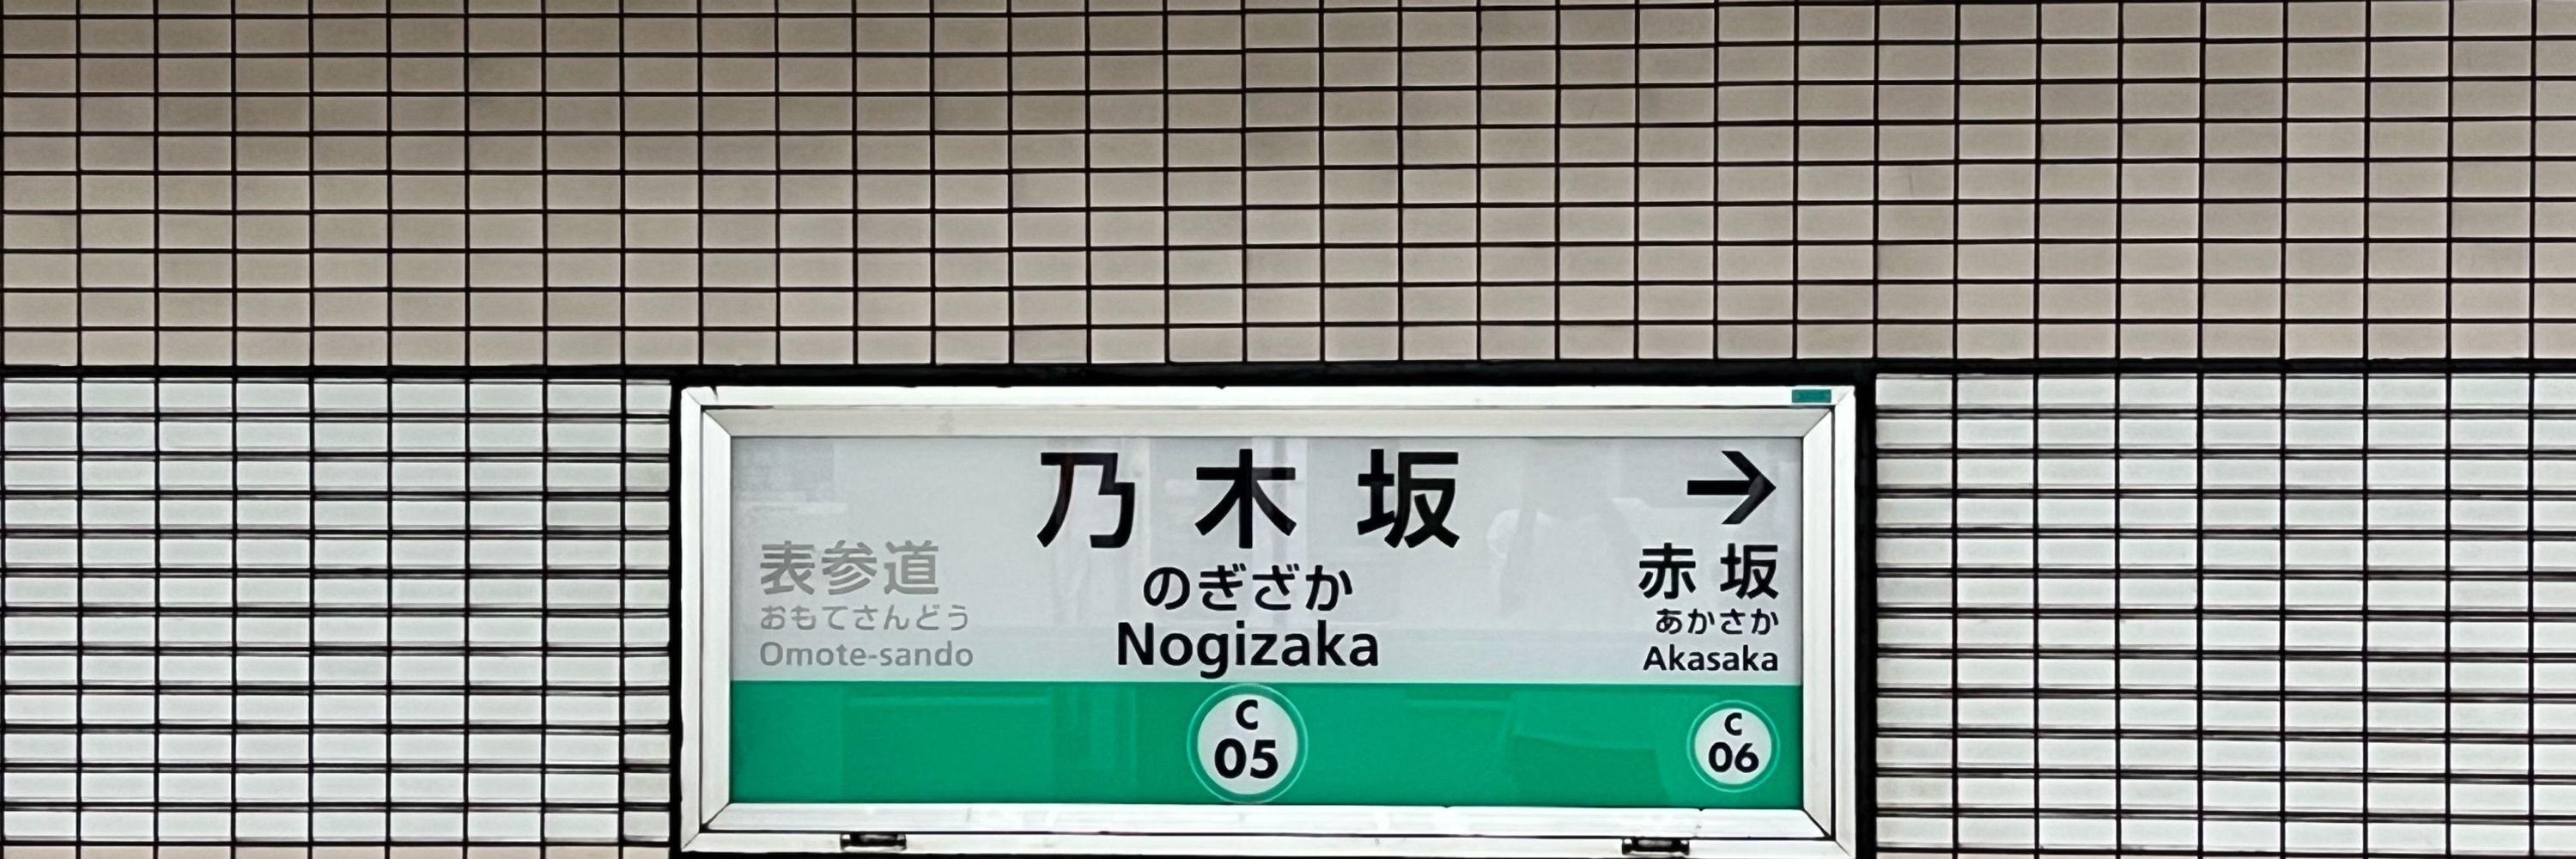 乃木坂
のぎざか
Nogizaka
C
05
表参道
おもてさんどう
Omote-sando
→
赤坂
あかさか
Akasaka
C
06